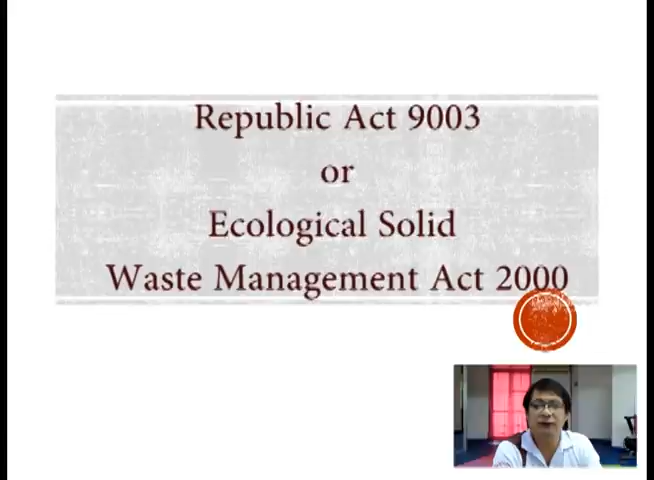 Republic Act 9003
or
Ecological Solid
Waste Management Act 2000